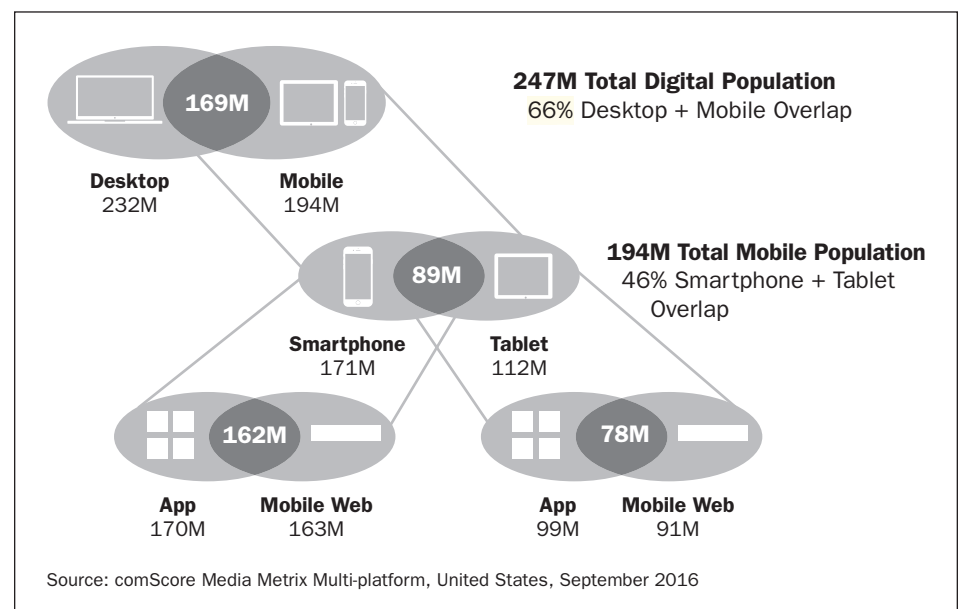 169M
247M Total Digital Population
66% Desktop + Mobile Overlap
Desktop
232M
Mobile
194M
89M
194M Total Mobile Population
46% Smartphone + Tablet
Overlap
Smartphone
171M
Tablet
112M
162M
78M
App
170M
Mobile Web
163M
App
99M
Mobile Web
91M
Source: comScore Media Metrix Multi-platform, United States, September 2016